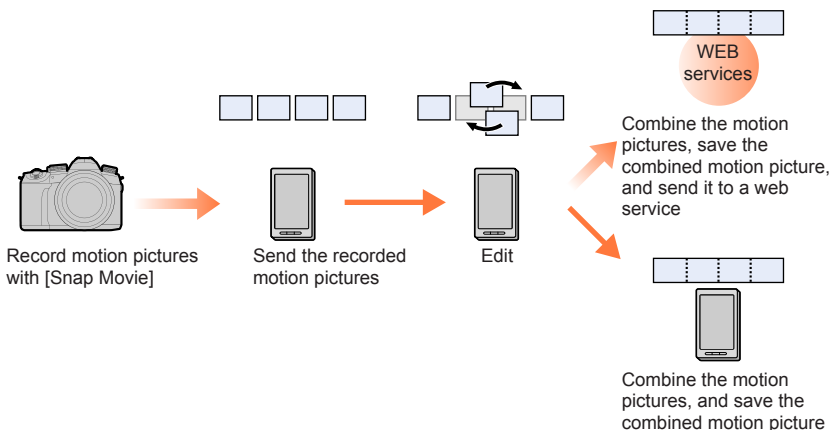 WEB
services
Combine the motion
pictures, save the
combined motion picture,
and send it to a web
service
Record motion pictures
with [Snap Movie]
Send the recorded
motion pictures
Edit
Combine the motion
pictures, and save the
combined motion picture